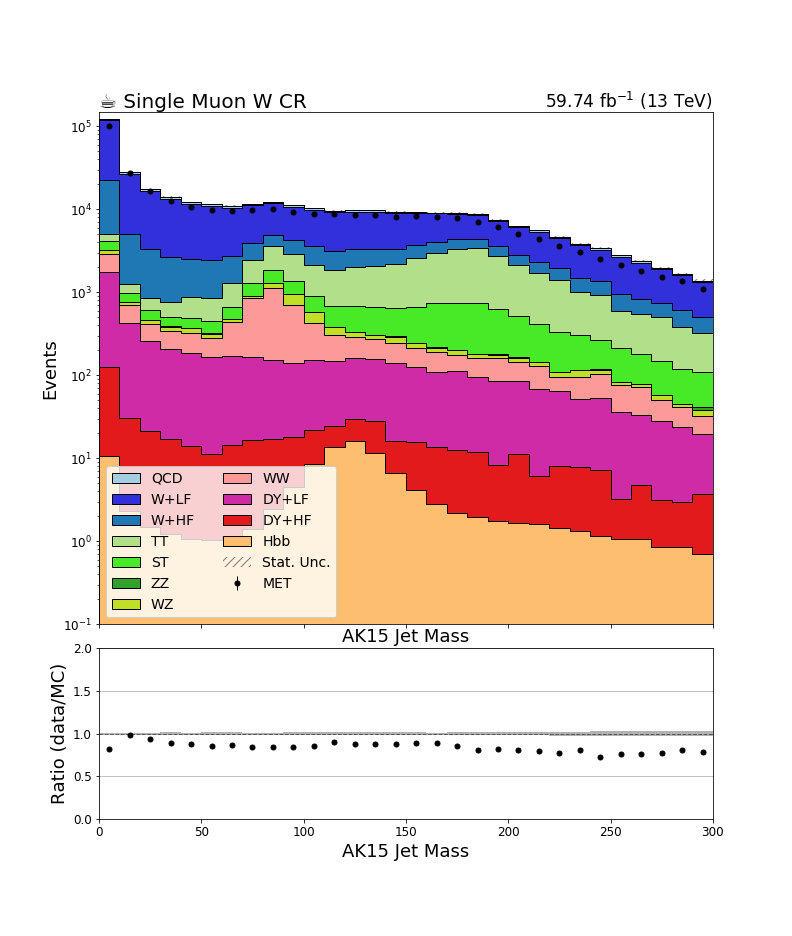 ☕ Single Muon W CR
59.74 fb⁻¹ (13 TeV)
Events
10⁵
10⁴
10³
10²
10¹
10⁰
10⁻¹
QCD
W+LF
W+HF
TT
ST
ZZ
WZ
WW
DY+LF
DY+HF
Hbb
Stat. Unc.
MET
AK15 Jet Mass
Ratio (data/MC)
2.0
1.5
1.0
0.5
0.0
0 50 100 150 200 250 300
AK15 Jet Mass